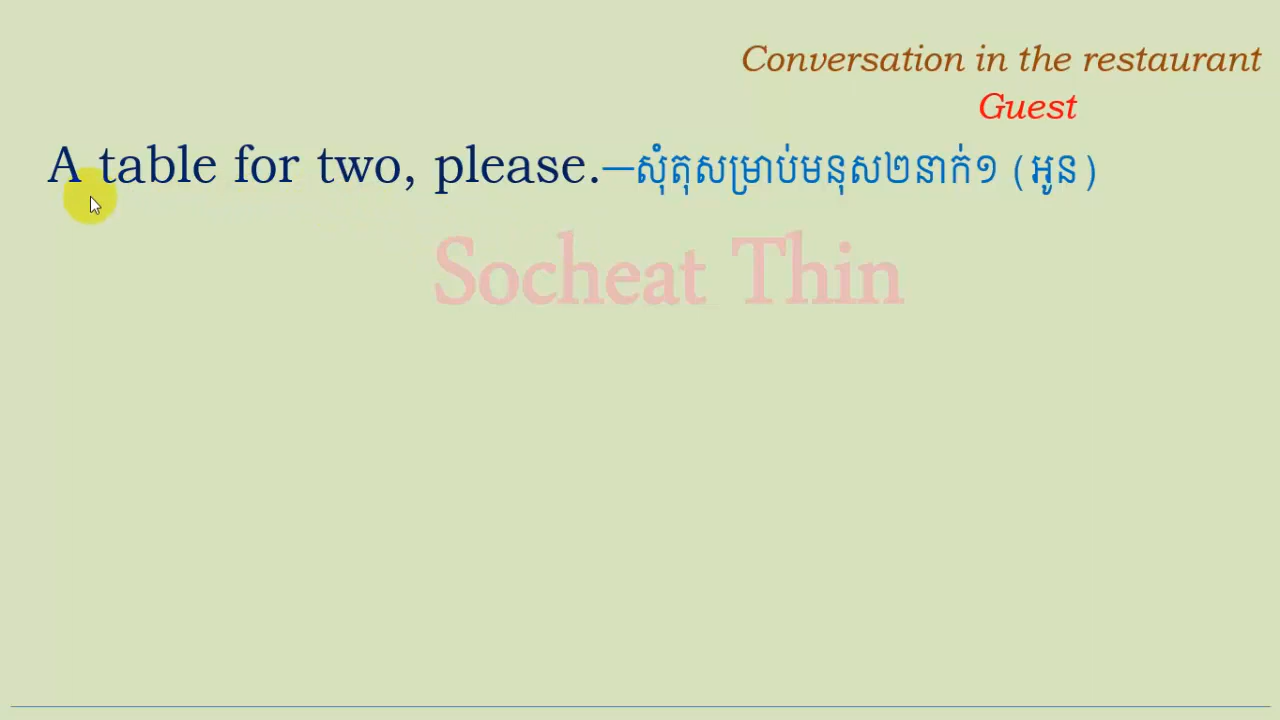 Conversation in the restaurant
Guest
A table for two, please.—សុំតុសម្រាប់មនុស២នាក់១ (អូន)
Socheat Thin